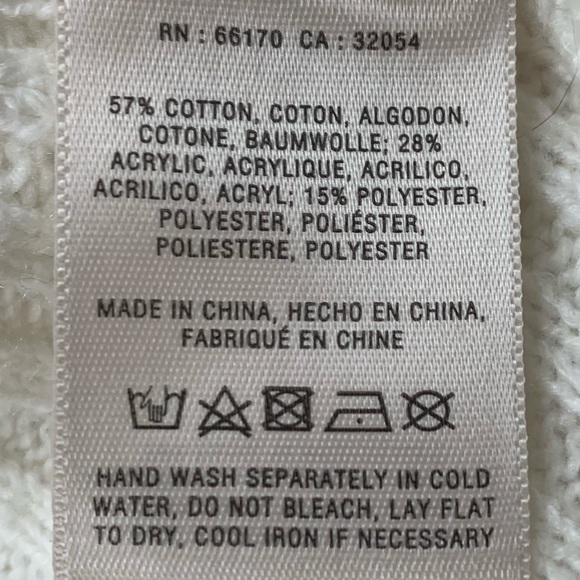 RN : 66170 CA : 32054
57% COTTON, COTON, ALGODON,
COTONE, BAUMWOLLE; 28%
ACRYLIC, ACRYLIQUE, ACRILICO,
ACRILICO, ACRYL; 15% POLYESTER,
POLYESTER, POLIÉSTER,
POLIESTERE, POLYESTER
MADE IN CHINA, HECHO EN CHINA,
FABRIQUÉ EN CHINE
HAND WASH SEPARATELY IN COLD
WATER, DO NOT BLEACH, LAY FLAT
TO DRY, COOL IRON IF NECESSARY